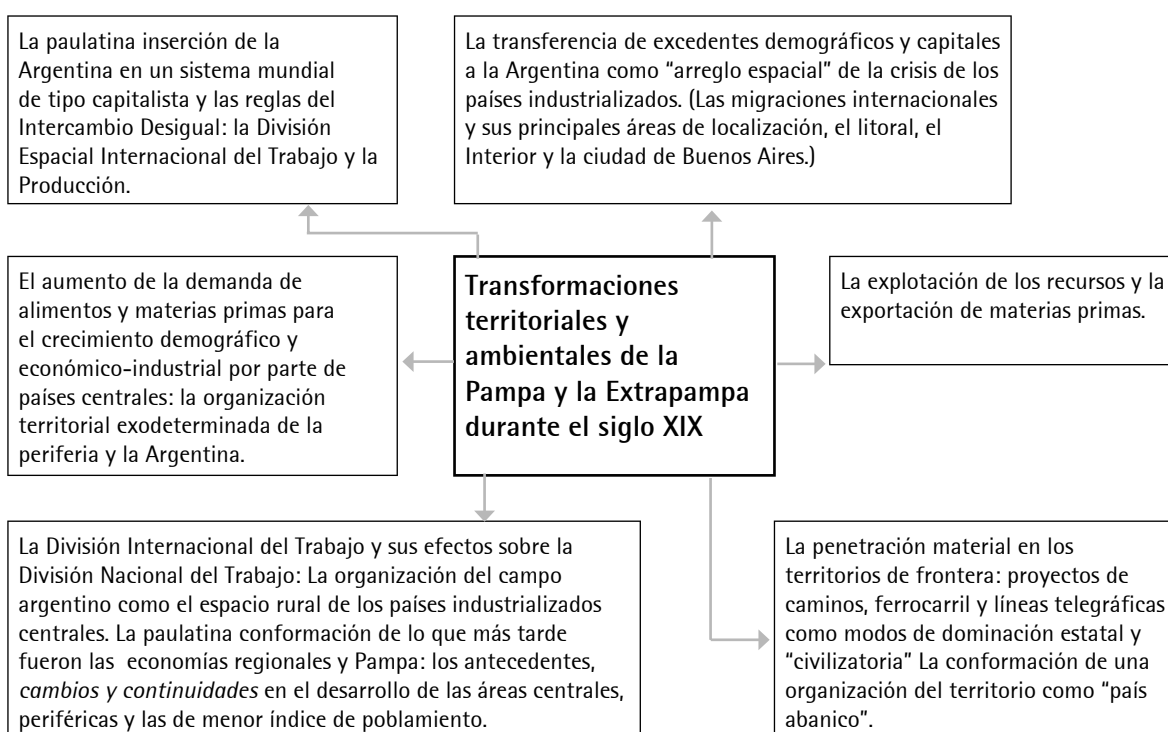 La paulatina inserción de la
Argentina en un sistema mundial
de tipo capitalista y las reglas del
Intercambio Desigual: la División
Espacial Internacional del Trabajo y la
Producción.
La transferencia de excedentes demográficos y capitales
a la Argentina como “arreglo espacial” de la crisis de los
países industrializados. (Las migraciones internacionales
y sus principales áreas de localización, el litoral, el
Interior y la ciudad de Buenos Aires.)
El aumento de la demanda de
alimentos y materias primas para
el crecimiento demográfico y
económico-industrial por parte de
países centrales: la organización
territorial exodeterminada de la
periferia y la Argentina.
Transformaciones
territoriales y
ambientales de la
Pampa y la Extrapampa
durante el siglo XIX
La explotación de los recursos y la
exportación de materias primas.
La División Internacional del Trabajo y sus efectos sobre la
División Nacional del Trabajo: La organización del campo
argentino como el espacio rural de los países industrializados
centrales. La paulatina conformación de lo que más tarde
fueron las economías regionales y Pampa: los antecedentes,
cambios y continuidades en el desarrollo de las áreas centrales,
periféricas y las de menor índice de poblamiento.
La penetración material en los
territorios de frontera: proyectos de
caminos, ferrocarril y líneas telegráficas
como modos de dominación estatal y
“civilizatoria” La conformación de una
organización del territorio como “país
abanico”.